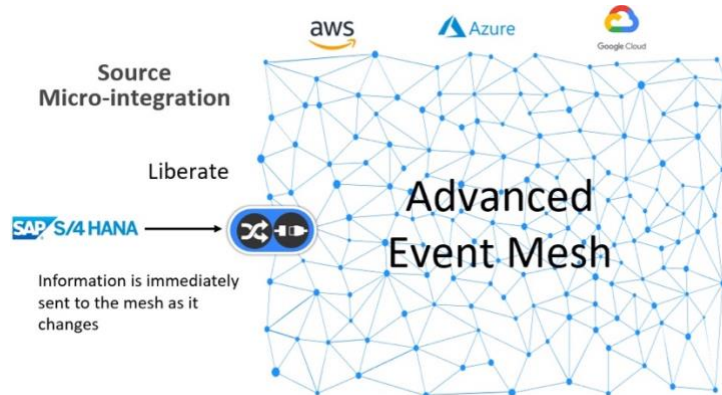 aws
Azure
Google Cloud
Source
Micro-integration
Liberate
SAP S/4HANA
Information is immediately
sent to the mesh as it
changes
Advanced
Event Mesh